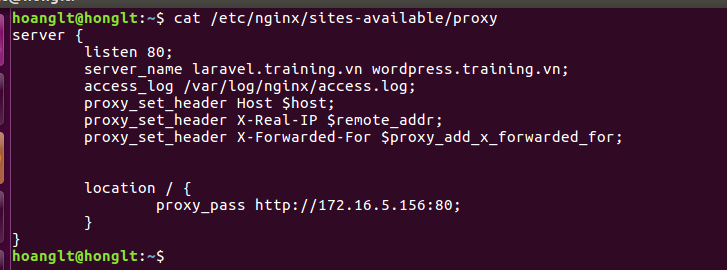 hoanglt@honglt:~$ cat /etc/nginx/sites-available/proxy
server {
listen 80;
server_name laravel.training.vn wordpress.training.vn;
access_log /var/log/nginx/access.log;
proxy_set_header Host $host;
proxy_set_header X-Real-IP $remote_addr;
proxy_set_header X-Forwarded-For $proxy_add_x_forwarded_for;
location / {
proxy_pass http://172.16.5.156:80;
}
}
hoanglt@honglt:~$